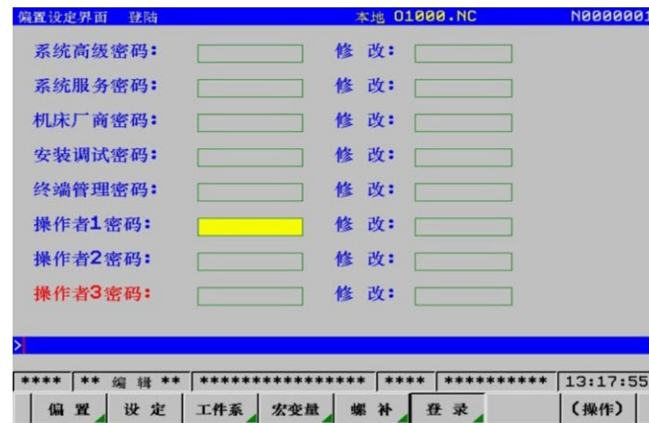 偏置设定界面 登陆 本地 O1000.NC N0000001
系统高级密码: 修 改:
系统服务密码: 修 改:
机床厂商密码: 修 改:
安装调试密码: 修 改:
终端管理密码: 修 改:
操作者1密码: 修 改:
操作者2密码: 修 改:
操作者3密码: 修 改:
>
**** ** 编 辑 ** **************** **** ********** 13:17:55
偏 置 设 定 工件系 宏变量 螺 补 登 录 (操作)